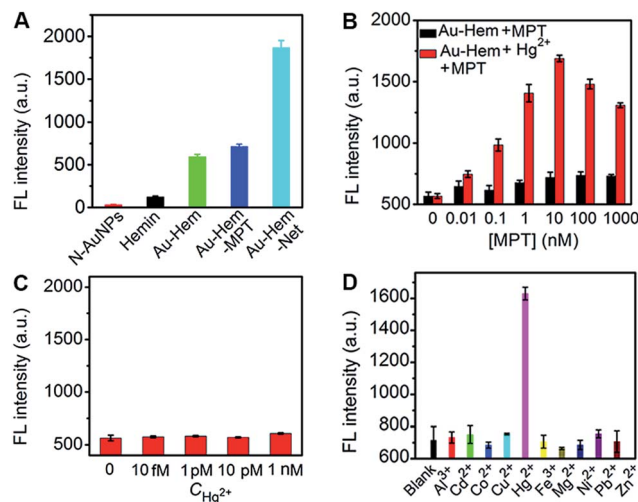 A
FL intensity (a.u.)
2000
1500
1000
500
0
N-AuNPs
Hemin
Au-Hem
Au-Hem
-MPT
Au-Hem
-Net
B
FL intensity (a.u.)
2000
1500
1000
500
Au-Hem+MPT
Au-Hem+Hg²⁺
+MPT
0 0.01 0.1 1 10 100 1000
[MPT] (nM)
C
FL intensity (a.u.)
2000
1500
1000
500
0 10 fM 1 pM 10 pM 1 nM
C Hg²⁺
D
FL intensity (a.u.)
1600
1400
1200
1000
800
600
Blank
Al³⁺
Cd²⁺
Co²⁺
Cu²⁺
Hg²⁺
Fe³⁺
Mg²⁺
Ni²⁺
Pb²⁺
Zn²⁺